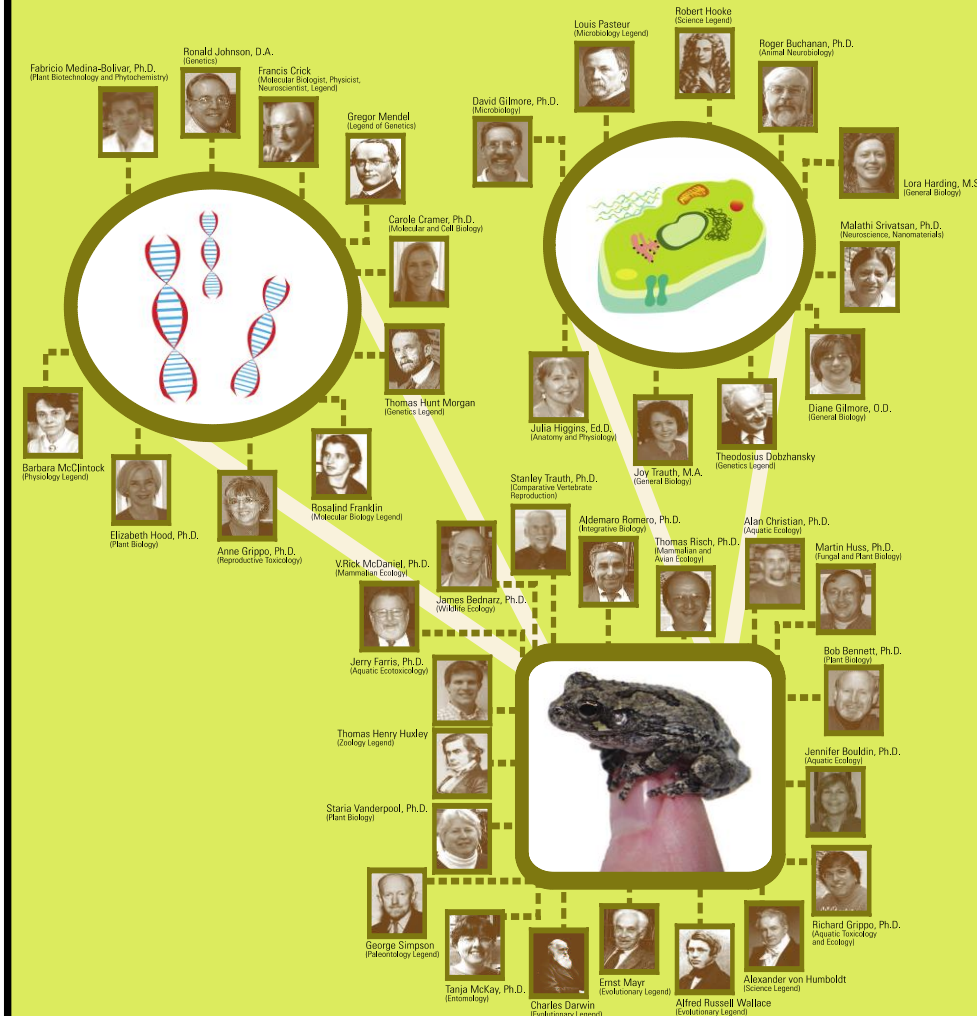 Robert Hooke
(Science Legend)
Louis Pasteur
(Microbiology Legend)
Roger Buchanan, Ph.D.
(Animal Neurobiology)
Ronald Johnson, D.A.
(Genetics)
Fabricio Medina-Bolivar, Ph.D.
(Plant Biotechnology and Phytochemistry)
Francis Crick
(Molecular Biologist, Physicist,
Neuroscientist, Legend)
Gregor Mendel
(Legend of Genetics)
David Gilmore, Ph.D.
(Microbiology)
Lora Harding, M.S
(General Biology)
Carole Cramer, Ph.D.
(Molecular and Cell Biology)
Malathi Srivatsan, Ph.D.
(Neuroscience, Nanomaterials)
Thomas Hunt Morgan
(Genetics Legend)
Diane Gilmore, O.D.
(General Biology)
Julia Higgins, Ed.D.
(Anatomy and Physiology)
Theodosius Dobzhansky
(Genetics Legend)
Joy Trauth, M.A.
(General Biology)
Barbara McClintock
(Physiology Legend)
Rosalind Franklin
(Molecular Biology Legend)
Elizabeth Hood, Ph.D.
(Plant Biology)
Anne Grippo, Ph.D.
(Reproductive Toxicology)
Stanley Trauth, Ph.D.
(Comparative Vertebrate
Reproduction)
Aldemaro Romero, Ph.D.
(Integrative Biology)
Thomas Risch, Ph.D.
(Mammalian and
Avian Ecology)
Alan Christian, Ph.D.
(Aquatic Ecology)
Martin Huss, Ph.D.
(Fungal and Plant Biology)
V.Rick McDaniel, Ph.D.
(Mammalian Ecology)
James Bednarz, Ph.D.
(Wildlife Ecology)
Bob Bennett, Ph.D.
(Plant Biology)
Jerry Farris, Ph.D.
(Aquatic Ecotoxicology)
Thomas Henry Huxley
(Zoology Legend)
Jennifer Bouldin, Ph.D.
(Aquatic Ecology)
Staria Vanderpool, Ph.D.
(Plant Biology)
Richard Grippo, Ph.D.
(Aquatic Toxicology
and Ecology)
George Simpson
(Paleontology Legend)
Tanja McKay, Ph.D.
(Entomology)
Charles Darwin
(Evolutionary Legend)
Ernst Mayr
(Evolutionary Legend)
Alfred Russell Wallace
(Evolutionary Legend)
Alexander von Humboldt
(Science Legend)